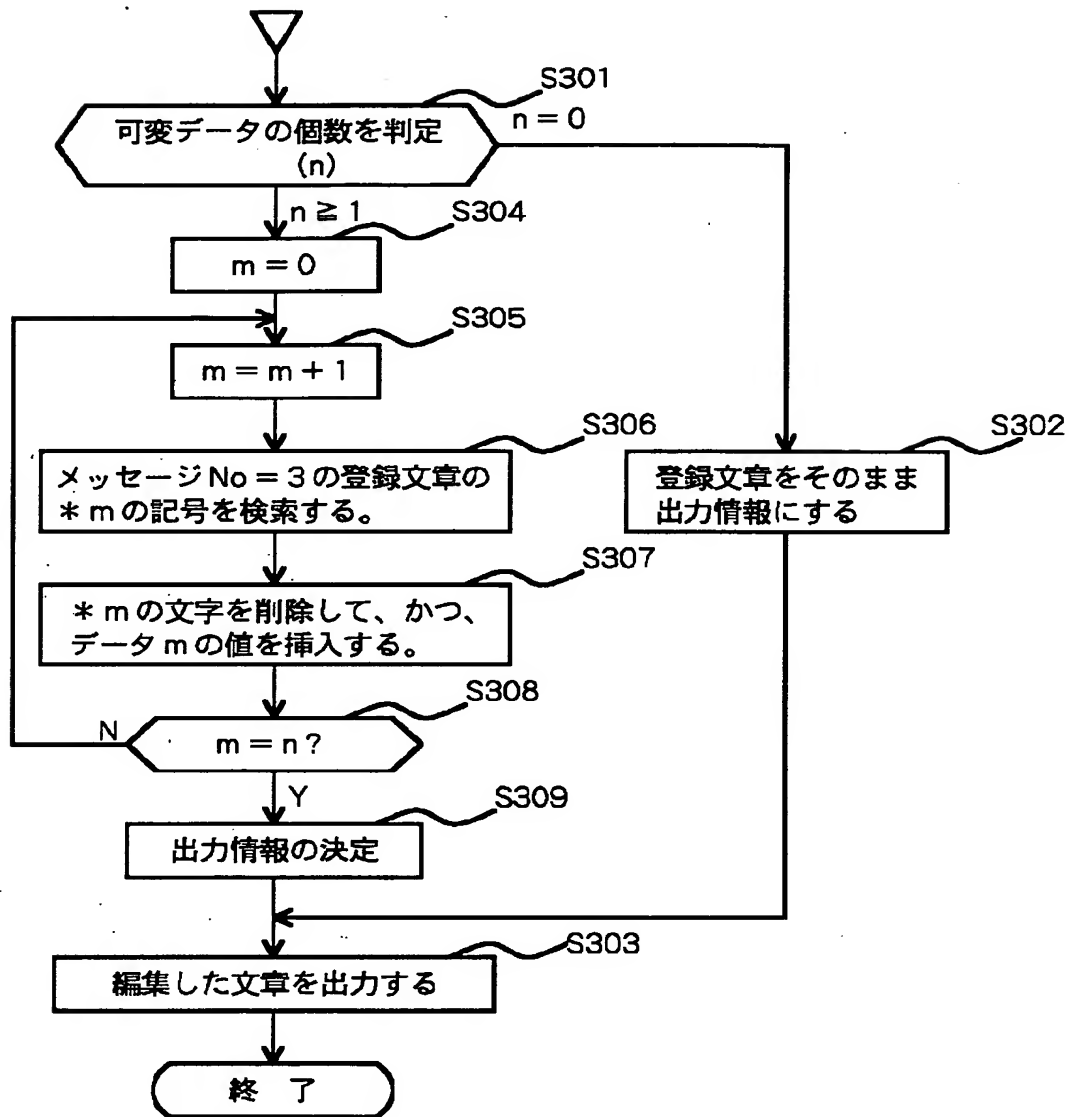 S301
可変データの個数を判定
(n)
n = 0
n ≧ 1
S304
m = 0
S305
m = m + 1
S306
メッセージNo = 3の登録文章の
＊mの記号を検索する。
S302
登録文章をそのまま
出力情報にする
S307
＊mの文字を削除して、かつ、
データmの値を挿入する。
S308
N
m = n ?
Y
S309
出力情報の決定
S303
編集した文章を出力する
終 了